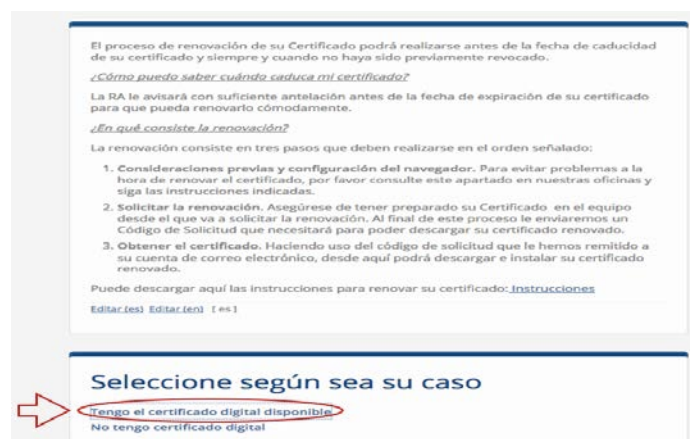 El proceso de renovación de su Certificado podrá realizarse antes de la fecha de caducidad
de su certificado y siempre y cuando no haya sido previamente revocado.
¿Cómo puedo saber cuándo caduca mi certificado?
La RA le avisará con suficiente antelación antes de la fecha de expiración de su certificado
para que pueda renovarlo cómodamente.
¿En qué consiste la renovación?
La renovación consiste en tres pasos que deben realizarse en el orden señalado:
1. Consideraciones previas y configuración del navegador. Para evitar problemas a la
hora de renovar el certificado, por favor consulte este apartado en nuestras oficinas y
siga las instrucciones indicadas.
2. Solicitar la renovación. Asegúrese de tener preparado su Certificado en el equipo
desde el que va a solicitar la renovación. Al final de este proceso le enviaremos un
Código de Solicitud que necesitará para poder descargar su certificado renovado.
3. Obtener el certificado. Haciendo uso del código de solicitud que le hemos remitido a
su cuenta de correo electrónico, desde aquí podrá descargar e instalar su certificado
renovado.
Puede descargar aquí las instrucciones para renovar su certificado: Instrucciones
Editar (es) Editar (en) [ es ]
Seleccione según sea su caso
Tengo el certificado digital disponible
No tengo certificado digital